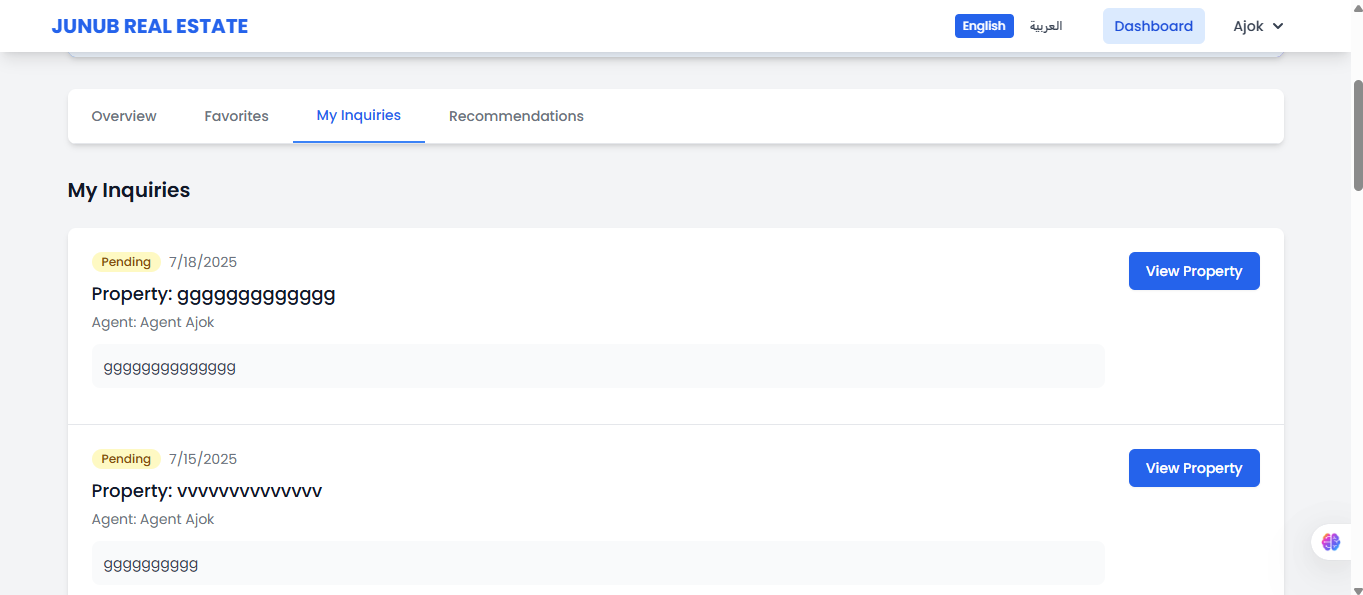 JUNUB REAL ESTATE
English العربية Dashboard Ajok
Overview Favorites My Inquiries Recommendations
My Inquiries
Pending 7/18/2025
View Property
Property: ggggggggggggg
Agent: Agent Ajok
gggggggggggggg
Pending 7/15/2025
View Property
Property: vvvvvvvvvvvvvv
Agent: Agent Ajok
gggggggggg